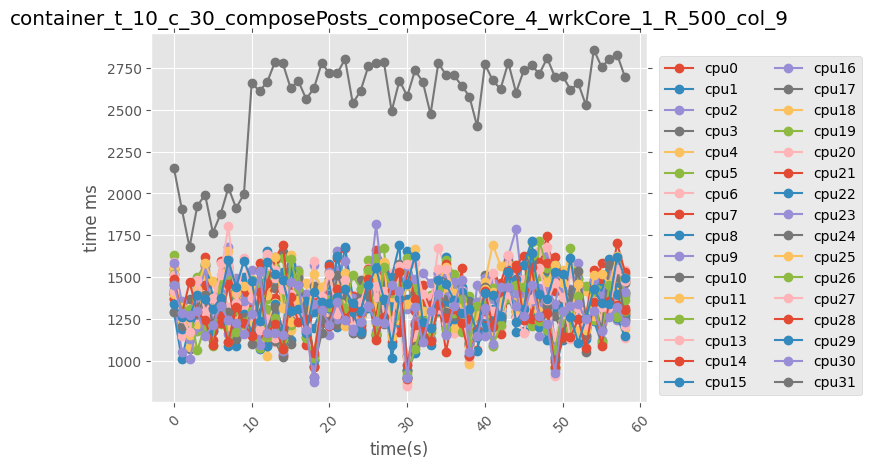 container_t_10_c_30_composePosts_composeCore_4_wrkCore_1_R_500_col_9
time ms
2750
2500
2250
2000
1750
1500
1250
1000
0
10
20
30
40
50
60
time(s)
cpu0
cpu1
cpu2
cpu3
cpu4
cpu5
cpu6
cpu7
cpu8
cpu9
cpu10
cpu11
cpu12
cpu13
cpu14
cpu15
cpu16
cpu17
cpu18
cpu19
cpu20
cpu21
cpu22
cpu23
cpu24
cpu25
cpu26
cpu27
cpu28
cpu29
cpu30
cpu31